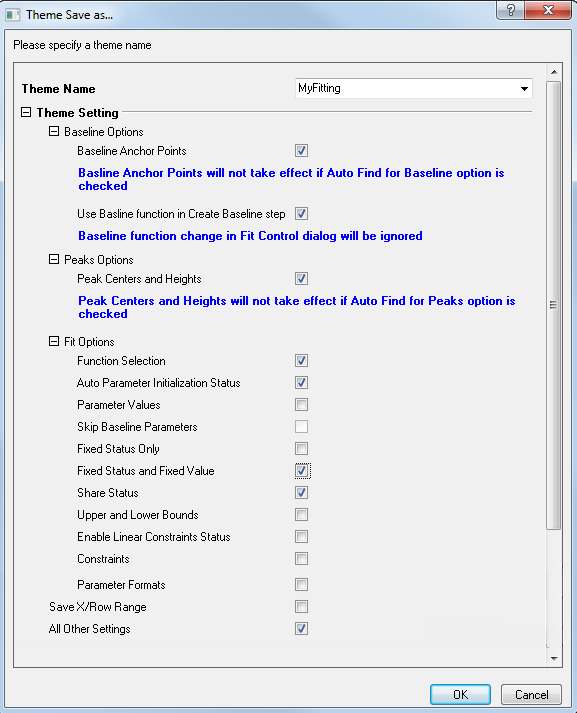 Theme Save as...
Please specify a theme name
Theme Name MyFitting
Theme Setting
Baseline Options
Baseline Anchor Points
Basline Anchor Points will not take effect if Auto Find for Baseline option is
checked
Use Basline function in Create Baseline step
Baseline function change in Fit Control dialog will be ignored
Peaks Options
Peak Centers and Heights
Peak Centers and Heights will not take effect if Auto Find for Peaks option is
checked
Fit Options
Function Selection
Auto Parameter Initialization Status
Parameter Values
Skip Baseline Parameters
Fixed Status Only
Fixed Status and Fixed Value
Share Status
Upper and Lower Bounds
Enable Linear Constraints Status
Constraints
Parameter Formats
Save X/Row Range
All Other Settings
OK Cancel